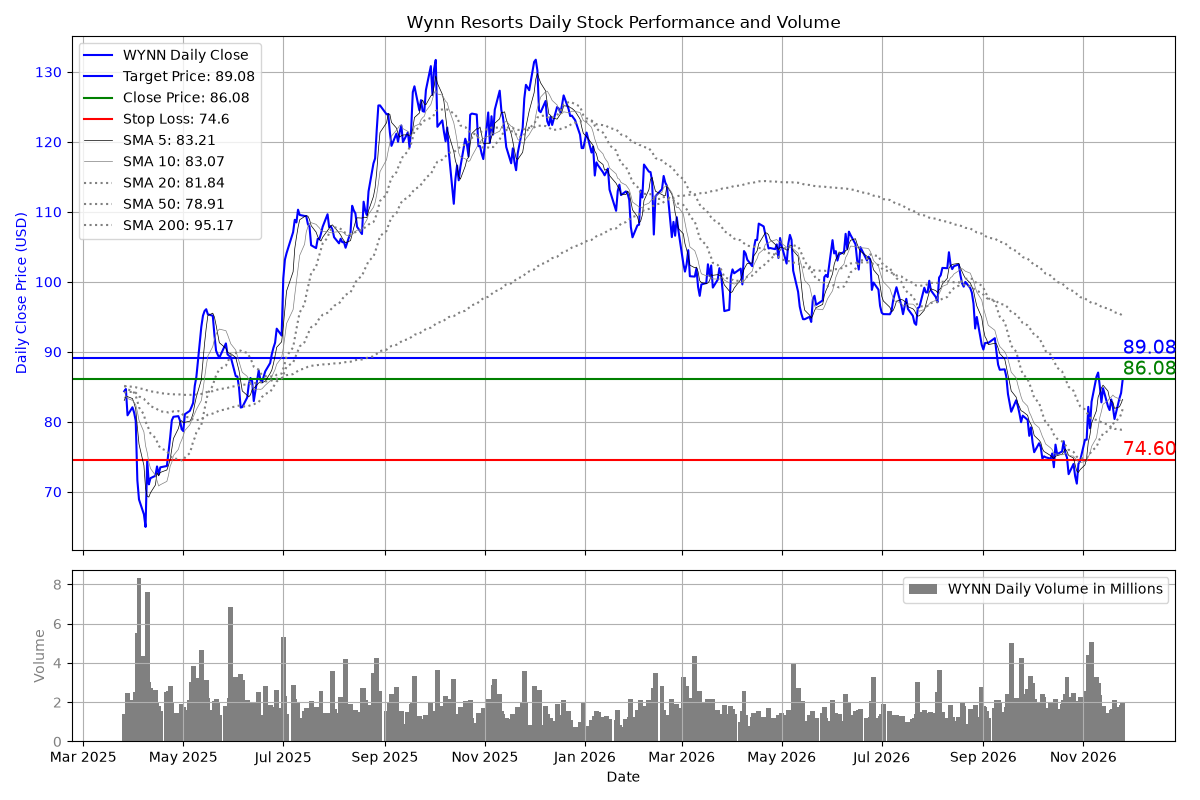 Wynn Resorts Daily Stock Performance and Volume
WYNN Daily Close
Target Price: 89.08
Close Price: 86.08
Stop Loss: 74.6
SMA 5: 83.21
SMA 10: 83.07
SMA 20: 81.84
SMA 50: 78.91
SMA 200: 95.17
130
120
110
100
90
80
70
Daily Close Price (USD)
89.08
86.08
74.60
WYNN Daily Volume in Millions
8
6
4
2
0
Volume
Mar 2025 May 2025 Jul 2025 Sep 2025 Nov 2025 Jan 2026 Mar 2026 May 2026 Jul 2026 Sep 2026 Nov 2026
Date